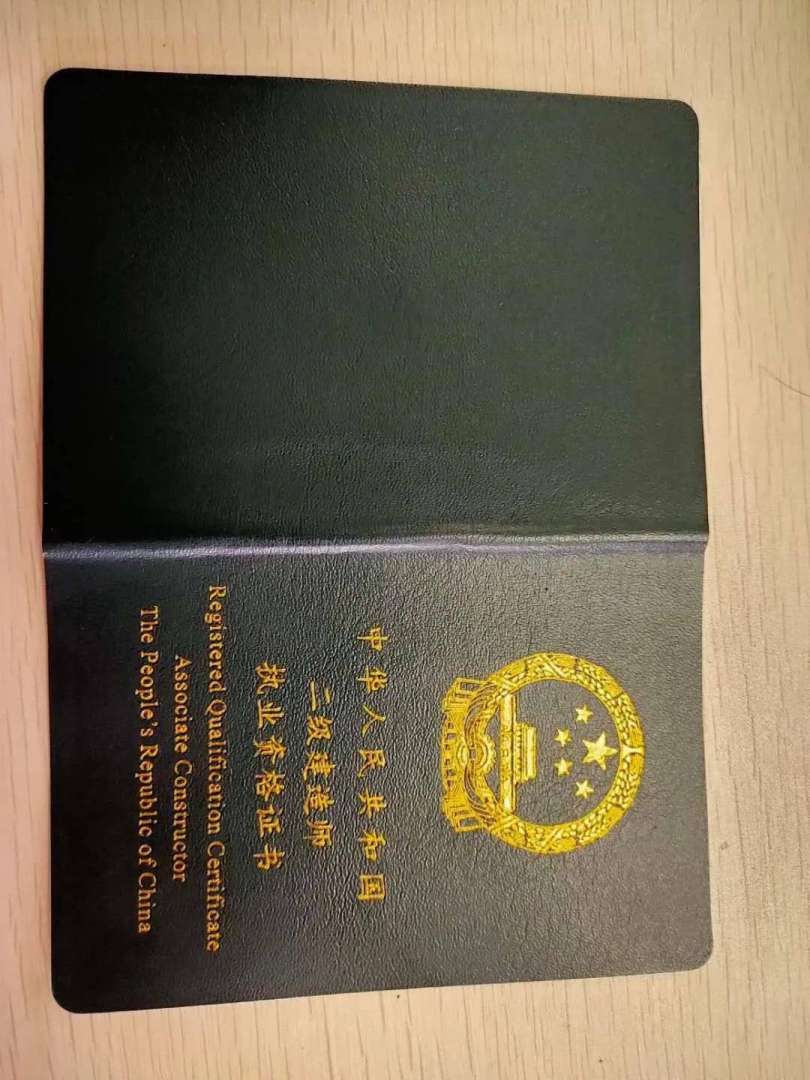 中华人民共和国
二级建造师
执业资格证书
Registered Qualification Certificate
Associate Constructor
The People's Republic of China